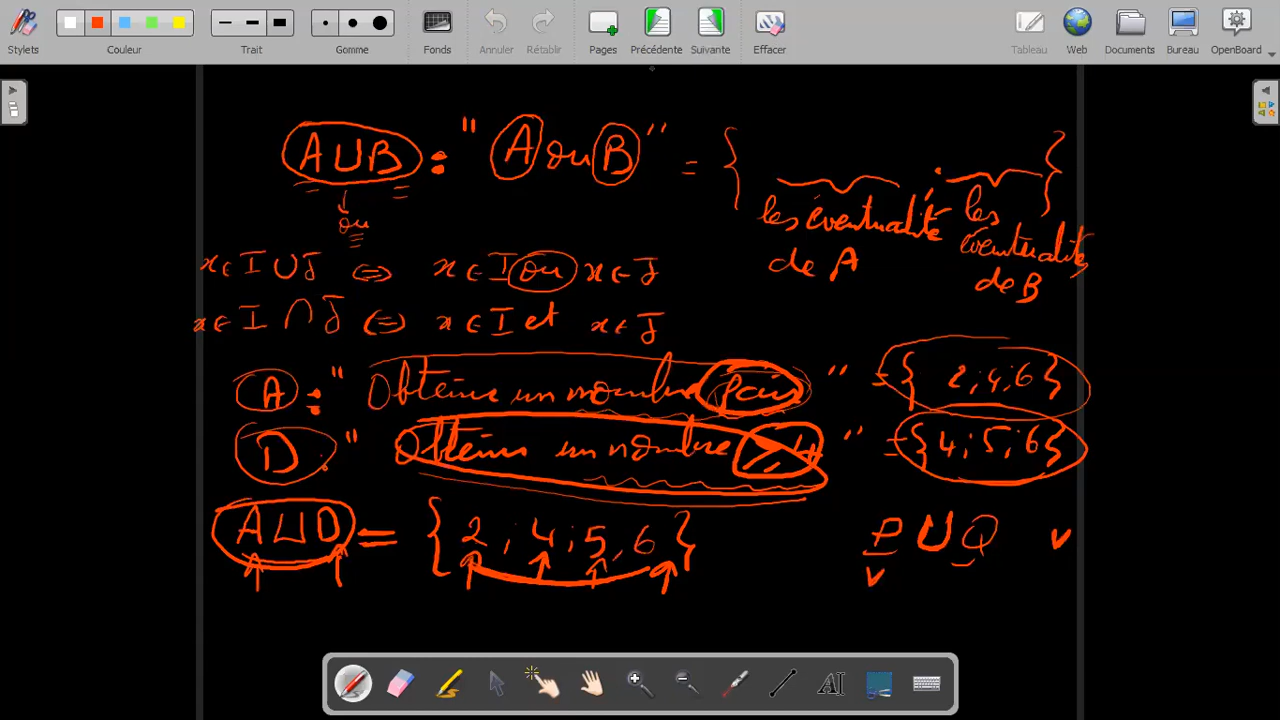 Stylets Couleur Trait Gomme Fonds Annuler Rétablir Pages Précédente Suivante Effacer Tableau Web Documents Bureau OpenBoard
A∪B : " A ou B " = { les éventualité de A ; les éventualités de B }
ou
x ∈ I ∪ J ⇔ x ∈ I ou x ∈ J
x ∈ I ∩ J ⇔ x ∈ I et x ∈ J
A : " Obtenir un nombre pair " = { 2 ; 4 ; 6 }
D : " Obtenir un nombre ≥ 4 " = { 4 ; 5 ; 6 }
A∪D = { 2 ; 4 ; 5 , 6 } P ∪ Q V
V
AI